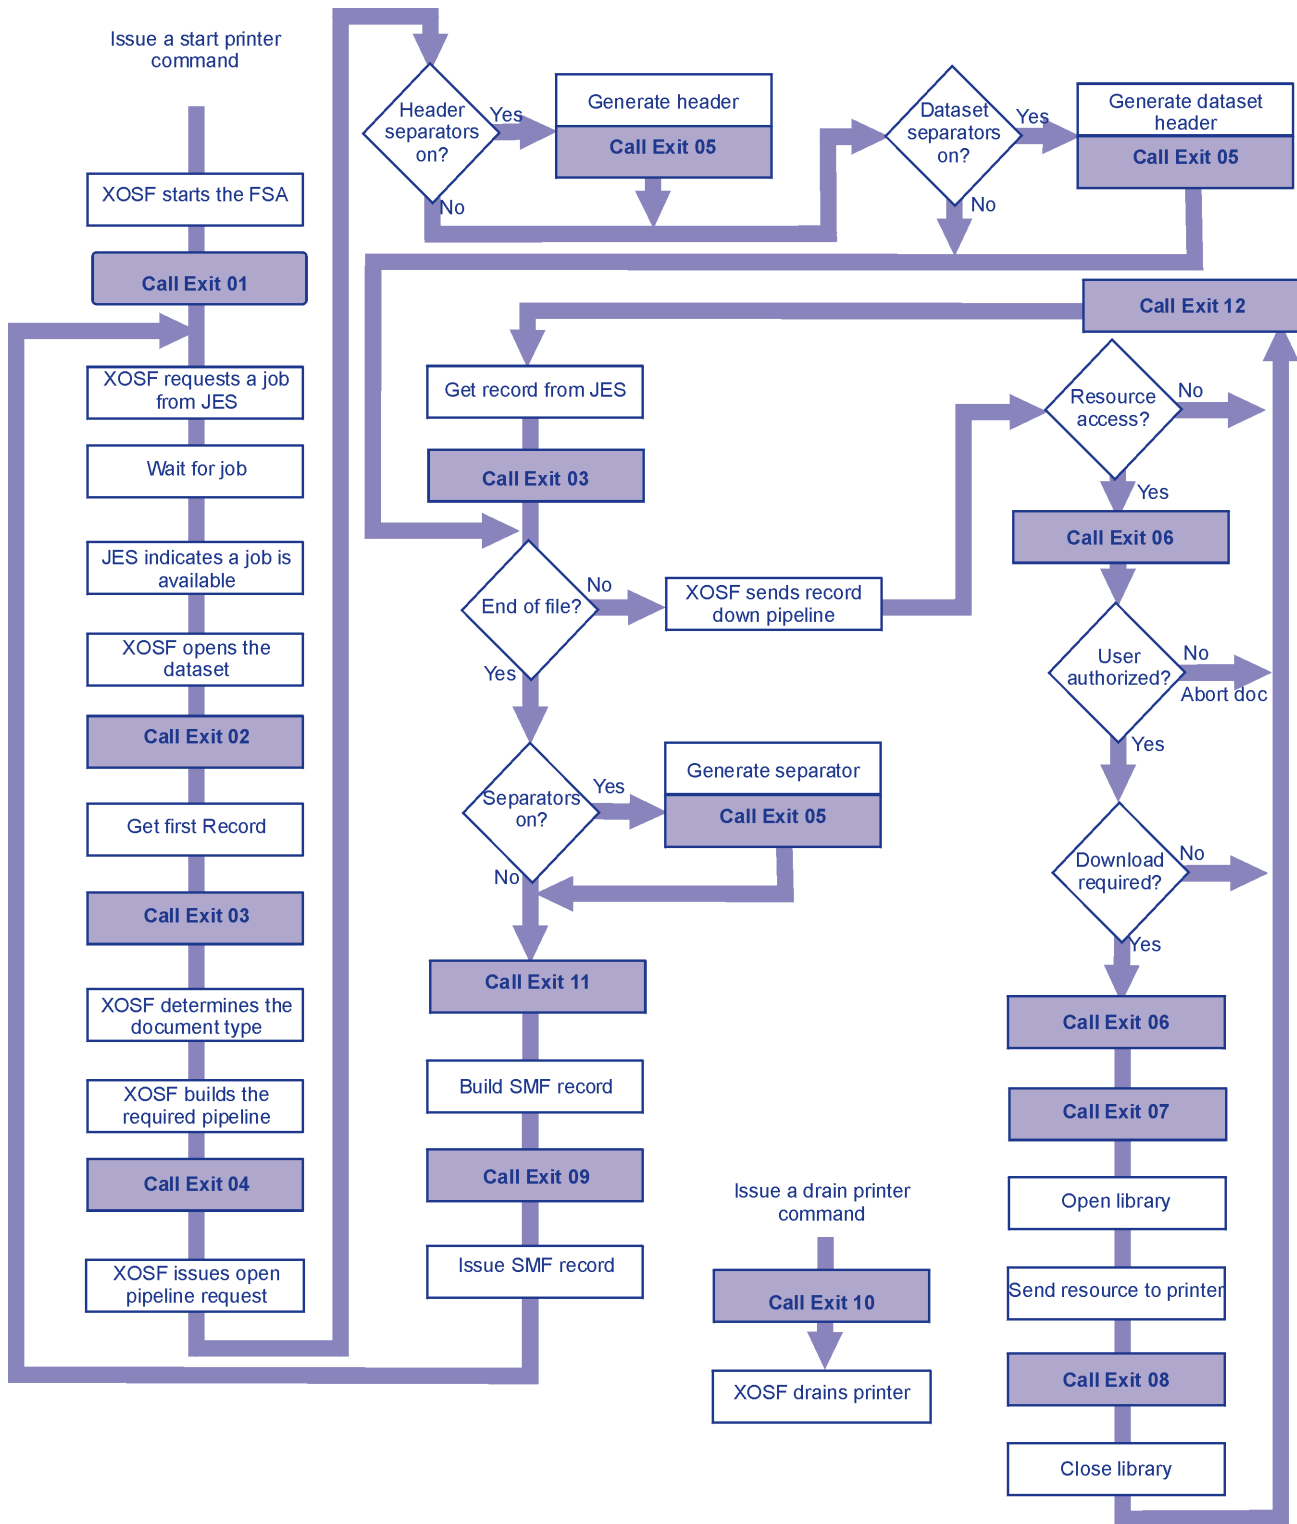 Issue a start printer
command
XOSF starts the FSA
Call Exit 01
XOSF requests a job
from JES
Wait for job
JES indicates a job is
available
XOSF opens the
dataset
Call Exit 02
Get first Record
Call Exit 03
XOSF determines the
document type
XOSF builds the
required pipeline
Call Exit 04
XOSF issues open
pipeline request
Header
separators
on?
Yes
No
Generate header
Call Exit 05
Dataset
separators
on?
Yes
No
Generate dataset
header
Call Exit 05
Call Exit 12
Get record from JES
Call Exit 03
End of file?
No
Yes
XOSF sends record
down pipeline
Separators
on?
Yes
No
Generate separator
Call Exit 05
Call Exit 11
Build SMF record
Call Exit 09
Issue SMF record
Issue a drain printer
command
Call Exit 10
XOSF drains printer
Resource
access?
No
Yes
Call Exit 06
User
authorized?
No
Abort doc
Yes
Download
required?
No
Yes
Call Exit 06
Call Exit 07
Open library
Send resource to printer
Call Exit 08
Close library